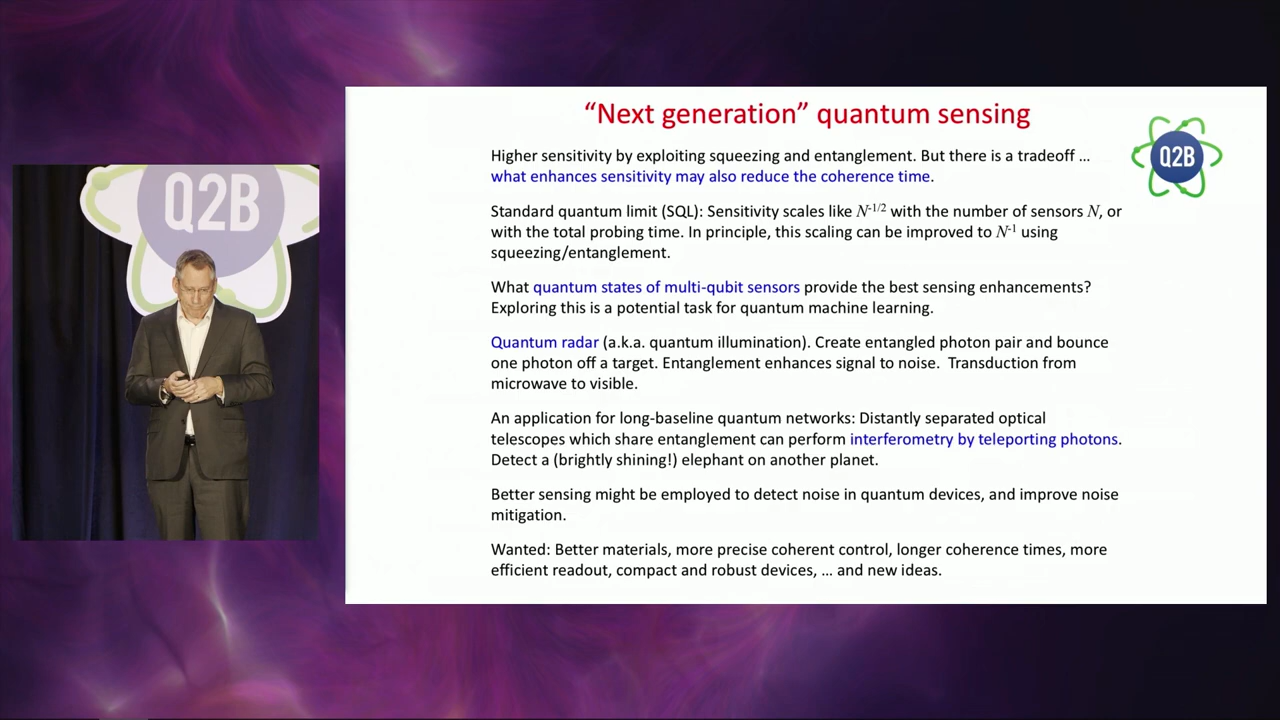 Q2B
"Next generation" quantum sensing
Q2B
Higher sensitivity by exploiting squeezing and entanglement. But there is a tradeoff …
what enhances sensitivity may also reduce the coherence time.
Standard quantum limit (SQL): Sensitivity scales like N^-1/2 with the number of sensors N, or
with the total probing time. In principle, this scaling can be improved to N^-1 using
squeezing/entanglement.
What quantum states of multi-qubit sensors provide the best sensing enhancements?
Exploring this is a potential task for quantum machine learning.
Quantum radar (a.k.a. quantum illumination). Create entangled photon pair and bounce
one photon off a target. Entanglement enhances signal to noise. Transduction from
microwave to visible.
An application for long-baseline quantum networks: Distantly separated optical
telescopes which share entanglement can perform interferometry by teleporting photons.
Detect a (brightly shining!) elephant on another planet.
Better sensing might be employed to detect noise in quantum devices, and improve noise
mitigation.
Wanted: Better materials, more precise coherent control, longer coherence times, more
efficient readout, compact and robust devices, … and new ideas.